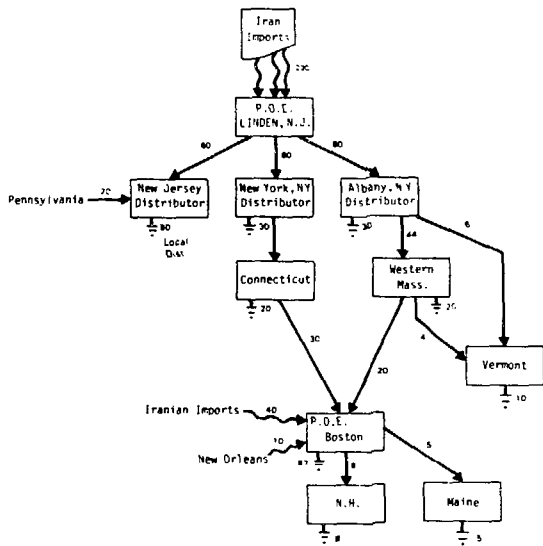 Iran
Imports
P.O.E.
LINDEN, N.J.
60
80
80
Pennsylvania
20
New Jersey
Distributor
New York, NY
Distributor
Albany, NY
Distributor
80
Local
Dist
30
30
44
6
Connecticut
Western
Mass.
20
20
4
30
20
Vermont
10
Iranian Imports
40
P.O.E.
Boston
New Orleans
5
8
N.H.
Maine
8
5